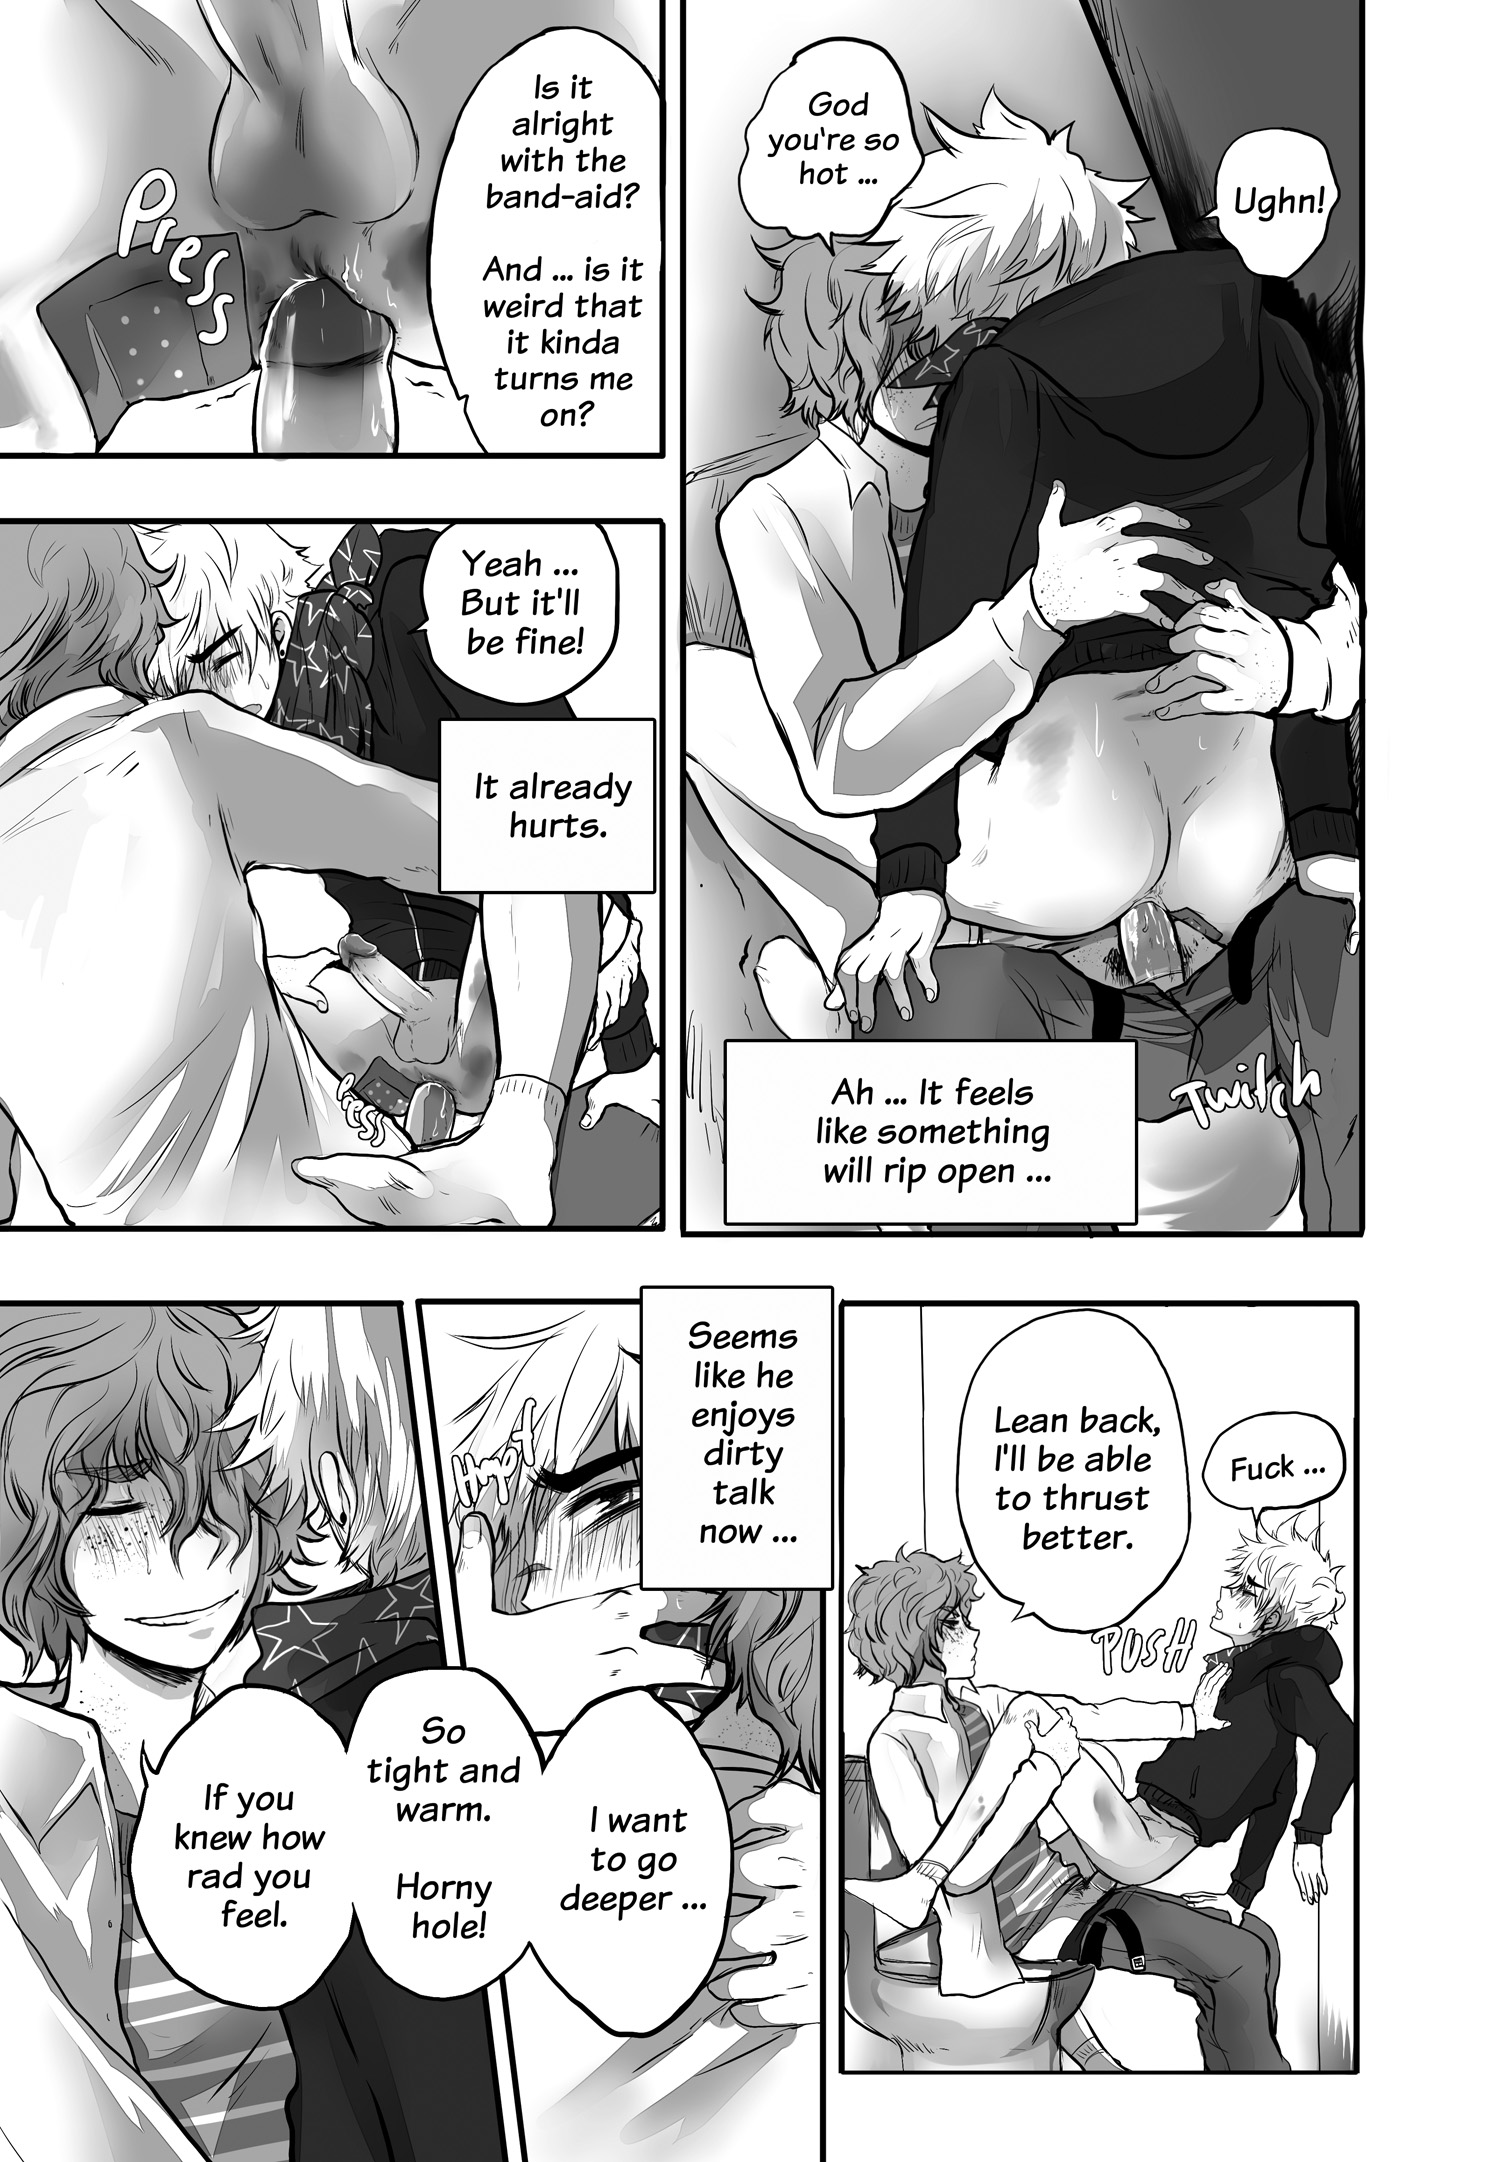 Is it
alright
with the
band-aid?
And ... is it
weird that
it kinda
turns me
on?
Press
God
you're so
hot ...
Ughn!
Yeah ...
But it'll
be fine!
It already
hurts.
Press
Ah ... It feels
like something
will rip open ...
Twitch
If you
knew how
rad you
feel.
So
tight and
warm.
Horny
hole!
I want
to go
deeper ...
Hmpf
Seems
like he
enjoys
dirty
talk
now ...
Lean back,
I'll be able
to thrust
better.
Fuck ...
PUSH